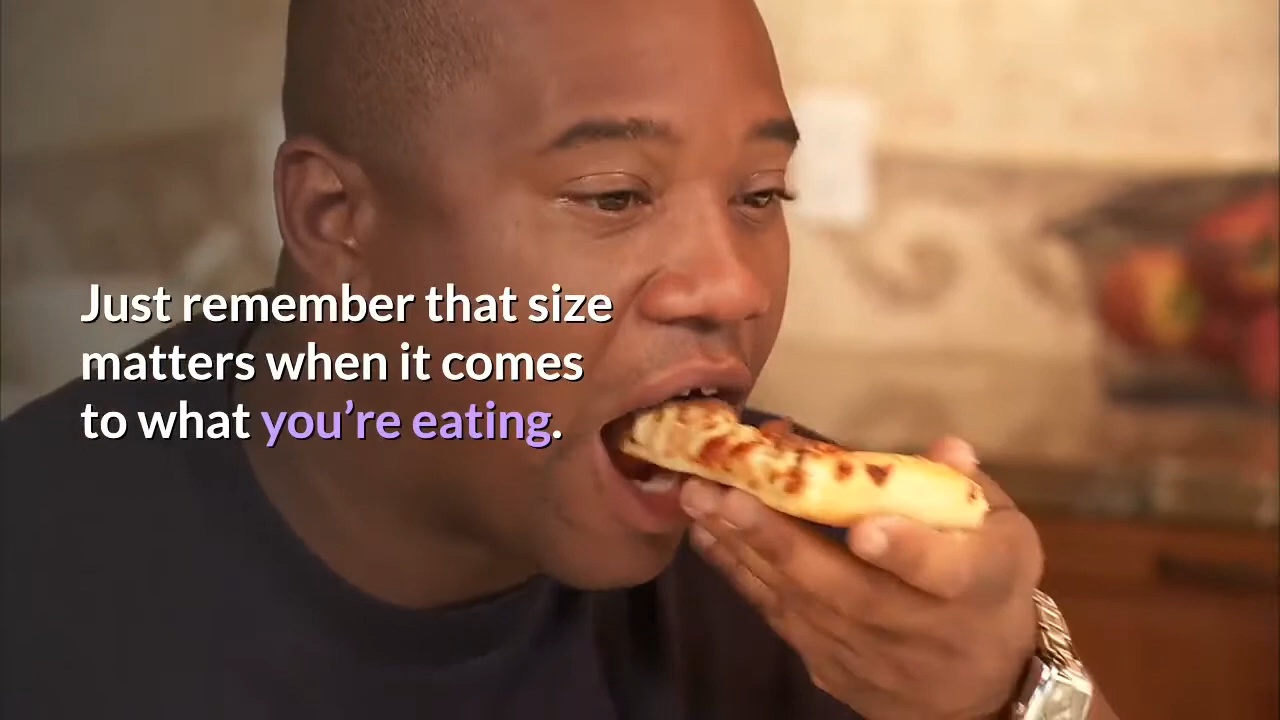 Just remember that size
matters when it comes
to what you’re eating.